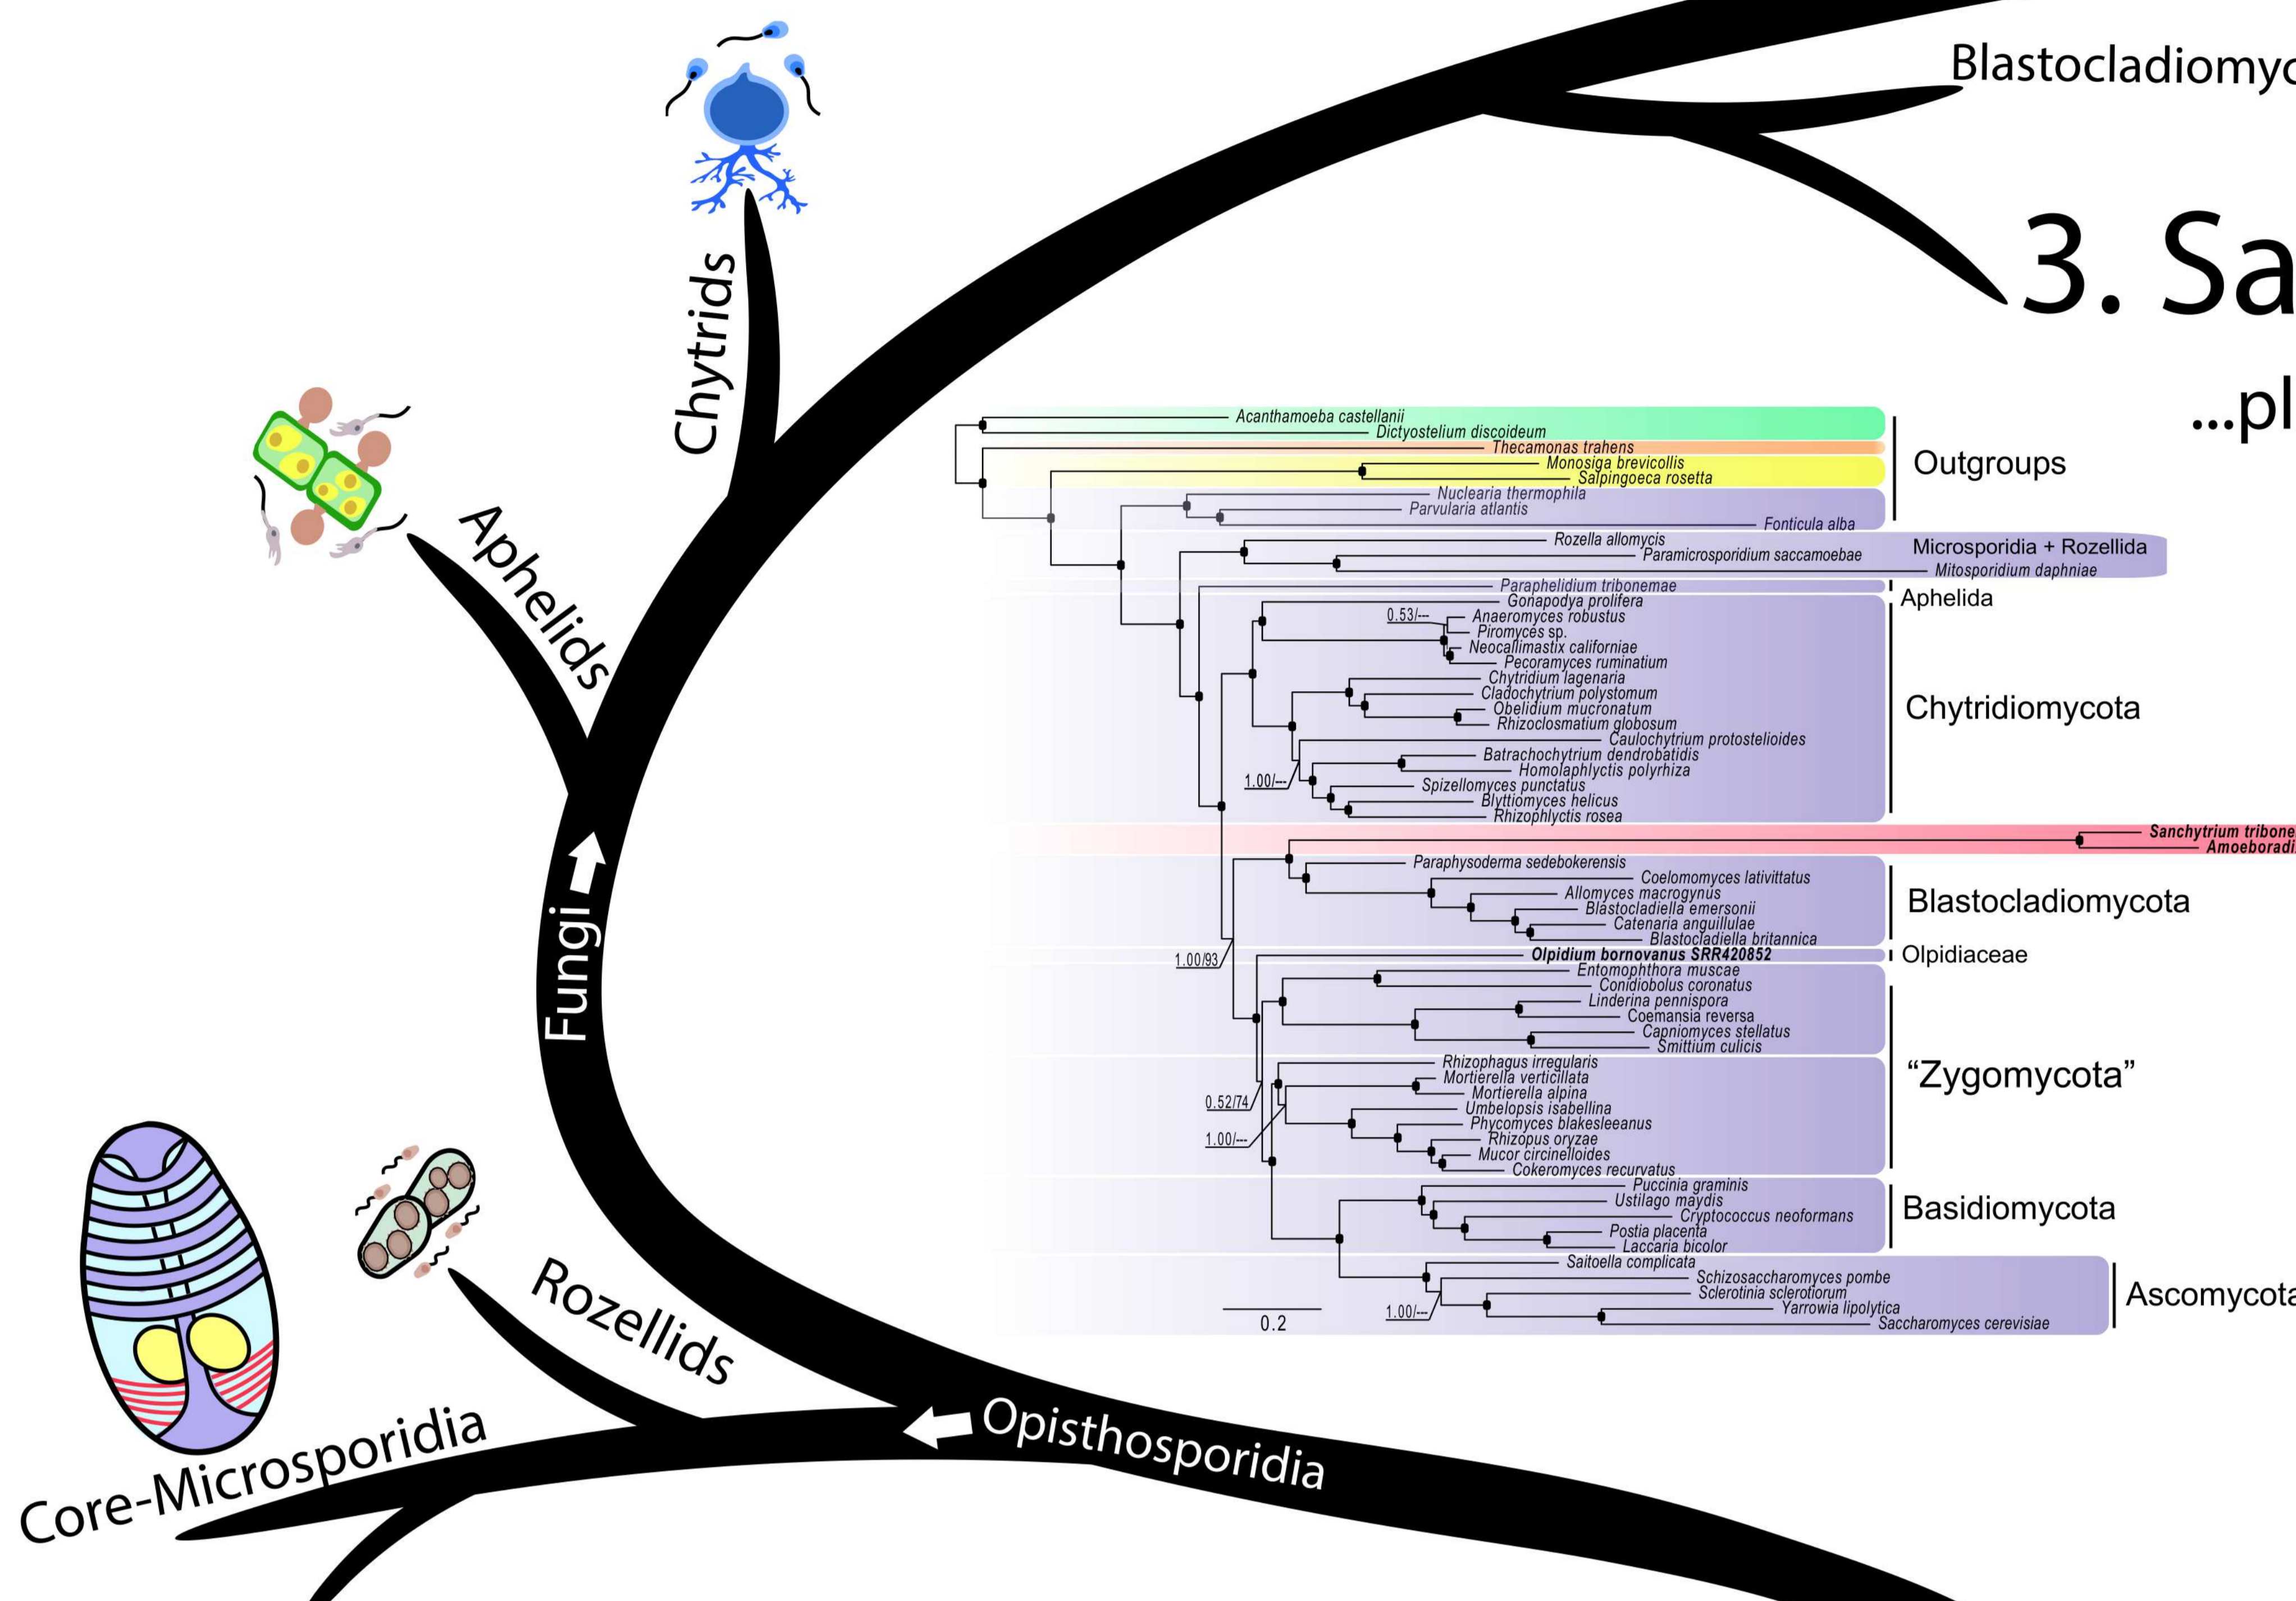 Blastocladiomyc
3. Sa
...pl
Chytrids
Aphelids
Fungi
Rozellids
Core-Microsporidia
Opisthosporidia
Acanthamoeba castellanii
Dictyostelium discoideum
Thecamonas trahens
Monosiga brevicollis
Salpingoeca rosetta
Outgroups
Nuclearia thermophila
Parvularia atlantis
Fonticula alba
Rozella allomycis
Paramicrosporidium saccamoebae
Microsporidia + Rozellida
Mitosporidium daphniae
Paraphelidium tribonemae
Aphelida
Gonapodya prolifera
0.53/---
Anaeromyces robustus
Piromyces sp.
Neocallimastix californiae
Pecoramyces ruminatium
Chytridium lagenaria
Cladochytrium polystomum
Obelidium mucronatum
Chytridiomycota
Rhizoclosmatium globosum
Caulochytrium protostelioides
Batrachochytrium dendrobatidis
Homolaphlyctis polyrhiza
1.00/---
Spizellomyces punctatus
Blyttiomyces helicus
Rhizophlyctis rosea
Sanchytrium tribone
Amoeboradi
Paraphysoderma sedebokerensis
Coelomomyces lativittatus
Allomyces macrogynus
Blastocladiomycota
Blastocladiella emersonii
Catenaria anguillulae
Blastocladiella britannica
1.00/93
Olpidium bornovanus SRR420852
Olpidiaceae
Entomophthora muscae
Conidiobolus coronatus
Linderina pennispora
Coemansia reversa
Capniomyces stellatus
Smittium culicis
Rhizophagus irregularis
“Zygomycota”
Mortierella verticillata
Mortierella alpina
0.52/74
Umbelopsis isabellina
Phycomyces blakesleeanus
1.00/---
Rhizopus oryzae
Mucor circinelloides
Cokeromyces recurvatus
Puccinia graminis
Ustilago maydis
Basidiomycota
Cryptococcus neoformans
Postia placenta
Laccaria bicolor
Saitoella complicata
Schizosaccharomyces pombe
Sclerotinia sclerotiorum
Ascomycota
1.00/---
Yarrowia lipolytica
Saccharomyces cerevisiae
0.2